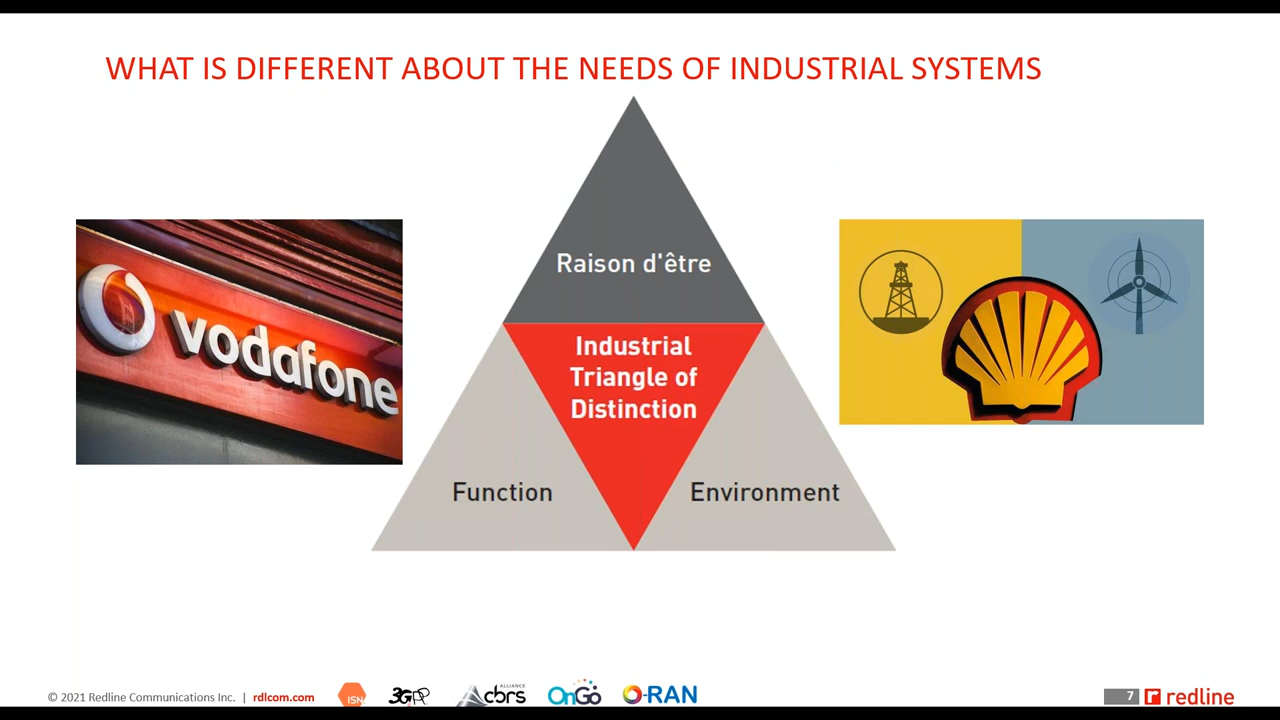 WHAT IS DIFFERENT ABOUT THE NEEDS OF INDUSTRIAL SYSTEMS
Raison d'être
vodafone
Industrial
Triangle of
Distinction
Function
Environment
© 2021 Redline Communications Inc. | rdlcom.com
ISN
3GPP
ALLIANCE
cbrs
OnGo
O-RAN
7
redline